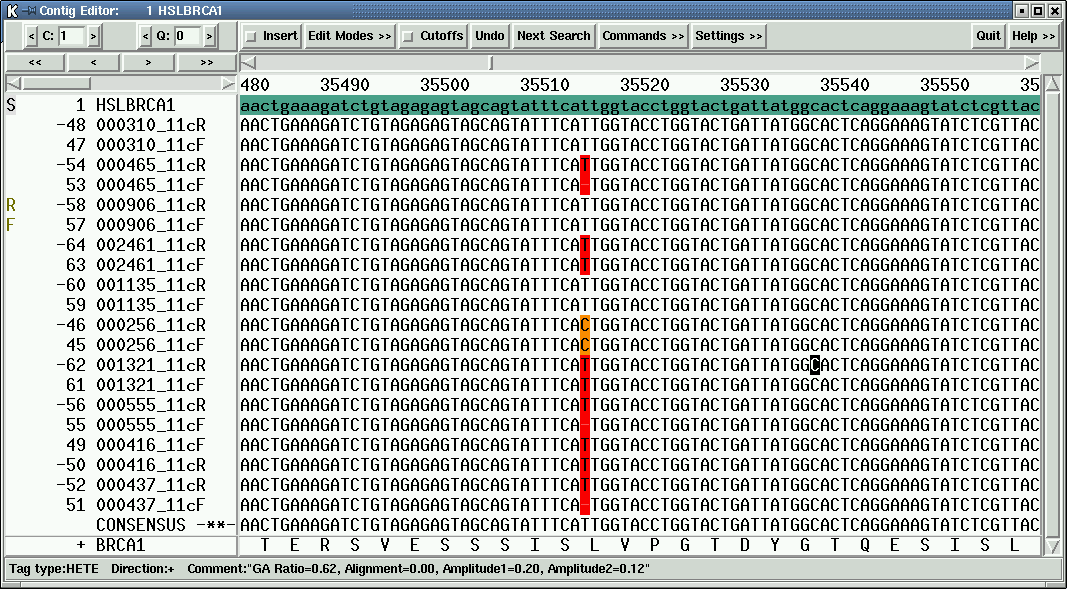 Contig Editor: 1 HSLBRCA1
< C: 1 > < Q: 0 > Insert Edit Modes >> Cutoffs Undo Next Search Commands >> Settings >> Quit Help >>
<< < > >>
480 35490 35500 35510 35520 35530 35540 35550 35
S 1 HSLBRCA1 aactgaaagatctgtagagagtagcagtatttcattggtacctggtactgattatggcactcaggaaagtatctcgttac
-48 000310_11cR AACTGAAAGATCTGTAGAGAGTAGCAGTATTTCATTGGTACCTGGTACTGATTATGGCACTCAGGAAAGTATCTCGTTAC
47 000310_11cF AACTGAAAGATCTGTAGAGAGTAGCAGTATTTCATTGGTACCTGGTACTGATTATGGCACTCAGGAAAGTATCTCGTTAC
-54 000465_11cR AACTGAAAGATCTGTAGAGAGTAGCAGTATTTCATTGGTACCTGGTACTGATTATGGCACTCAGGAAAGTATCTCGTTAC
53 000465_11cF AACTGAAAGATCTGTAGAGAGTAGCAGTATTTCA-TGGTACCTGGTACTGATTATGGCACTCAGGAAAGTATCTCGTTAC
R -58 000906_11cR AACTGAAAGATCTGTAGAGAGTAGCAGTATTTCATTGGTACCTGGTACTGATTATGGCACTCAGGAAAGTATCTCGTTAC
F 57 000906_11cF AACTGAAAGATCTGTAGAGAGTAGCAGTATTTCATTGGTACCTGGTACTGATTATGGCACTCAGGAAAGTATCTCGTTAC
-64 002461_11cR AACTGAAAGATCTGTAGAGAGTAGCAGTATTTCATTGGTACCTGGTACTGATTATGGCACTCAGGAAAGTATCTCGTTAC
63 002461_11cF AACTGAAAGATCTGTAGAGAGTAGCAGTATTTCATTGGTACCTGGTACTGATTATGGCACTCAGGAAAGTATCTCGTTAC
-60 001135_11cR AACTGAAAGATCTGTAGAGAGTAGCAGTATTTCATTGGTACCTGGTACTGATTATGGCACTCAGGAAAGTATCTCGTTAC
59 001135_11cF AACTGAAAGATCTGTAGAGAGTAGCAGTATTTCATTGGTACCTGGTACTGATTATGGCACTCAGGAAAGTATCTCGTTAC
-46 000256_11cR AACTGAAAGATCTGTAGAGAGTAGCAGTATTTCACTGGTACCTGGTACTGATTATGGCACTCAGGAAAGTATCTCGTTAC
45 000256_11cF AACTGAAAGATCTGTAGAGAGTAGCAGTATTTCACTGGTACCTGGTACTGATTATGGCACTCAGGAAAGTATCTCGTTAC
-62 001321_11cR AACTGAAAGATCTGTAGAGAGTAGCAGTATTTCATTGGTACCTGGTACTGATTATGGCACTCAGGAAAGTATCTCGTTAC
61 001321_11cF AACTGAAAGATCTGTAGAGAGTAGCAGTATTTCATTGGTACCTGGTACTGATTATGGCACTCAGGAAAGTATCTCGTTAC
-56 000555_11cR AACTGAAAGATCTGTAGAGAGTAGCAGTATTTCATTGGTACCTGGTACTGATTATGGCACTCAGGAAAGTATCTCGTTAC
55 000555_11cF AACTGAAAGATCTGTAGAGAGTAGCAGTATTTCA-TGGTACCTGGTACTGATTATGGCACTCAGGAAAGTATCTCGTTAC
49 000416_11cF AACTGAAAGATCTGTAGAGAGTAGCAGTATTTCATTGGTACCTGGTACTGATTATGGCACTCAGGAAAGTATCTCGTTAC
-50 000416_11cR AACTGAAAGATCTGTAGAGAGTAGCAGTATTTCATTGGTACCTGGTACTGATTATGGCACTCAGGAAAGTATCTCGTTAC
-52 000437_11cR AACTGAAAGATCTGTAGAGAGTAGCAGTATTTCATTGGTACCTGGTACTGATTATGGCACTCAGGAAAGTATCTCGTTAC
51 000437_11cF AACTGAAAGATCTGTAGAGAGTAGCAGTATTTCA-TGGTACCTGGTACTGATTATGGCACTCAGGAAAGTATCTCGTTAC
CONSENSUS -**- AACTGAAAGATCTGTAGAGAGTAGCAGTATTTCATTGGTACCTGGTACTGATTATGGCACTCAGGAAAGTATCTCGTTAC
+ BRCA1 T E R S V E S S S I S L V P G T D Y G T Q E S I S L
Tag type:HETE Direction:+ Comment:"GA Ratio=0.62, Alignment=0.00, Amplitude1=0.20, Amplitude2=0.12"